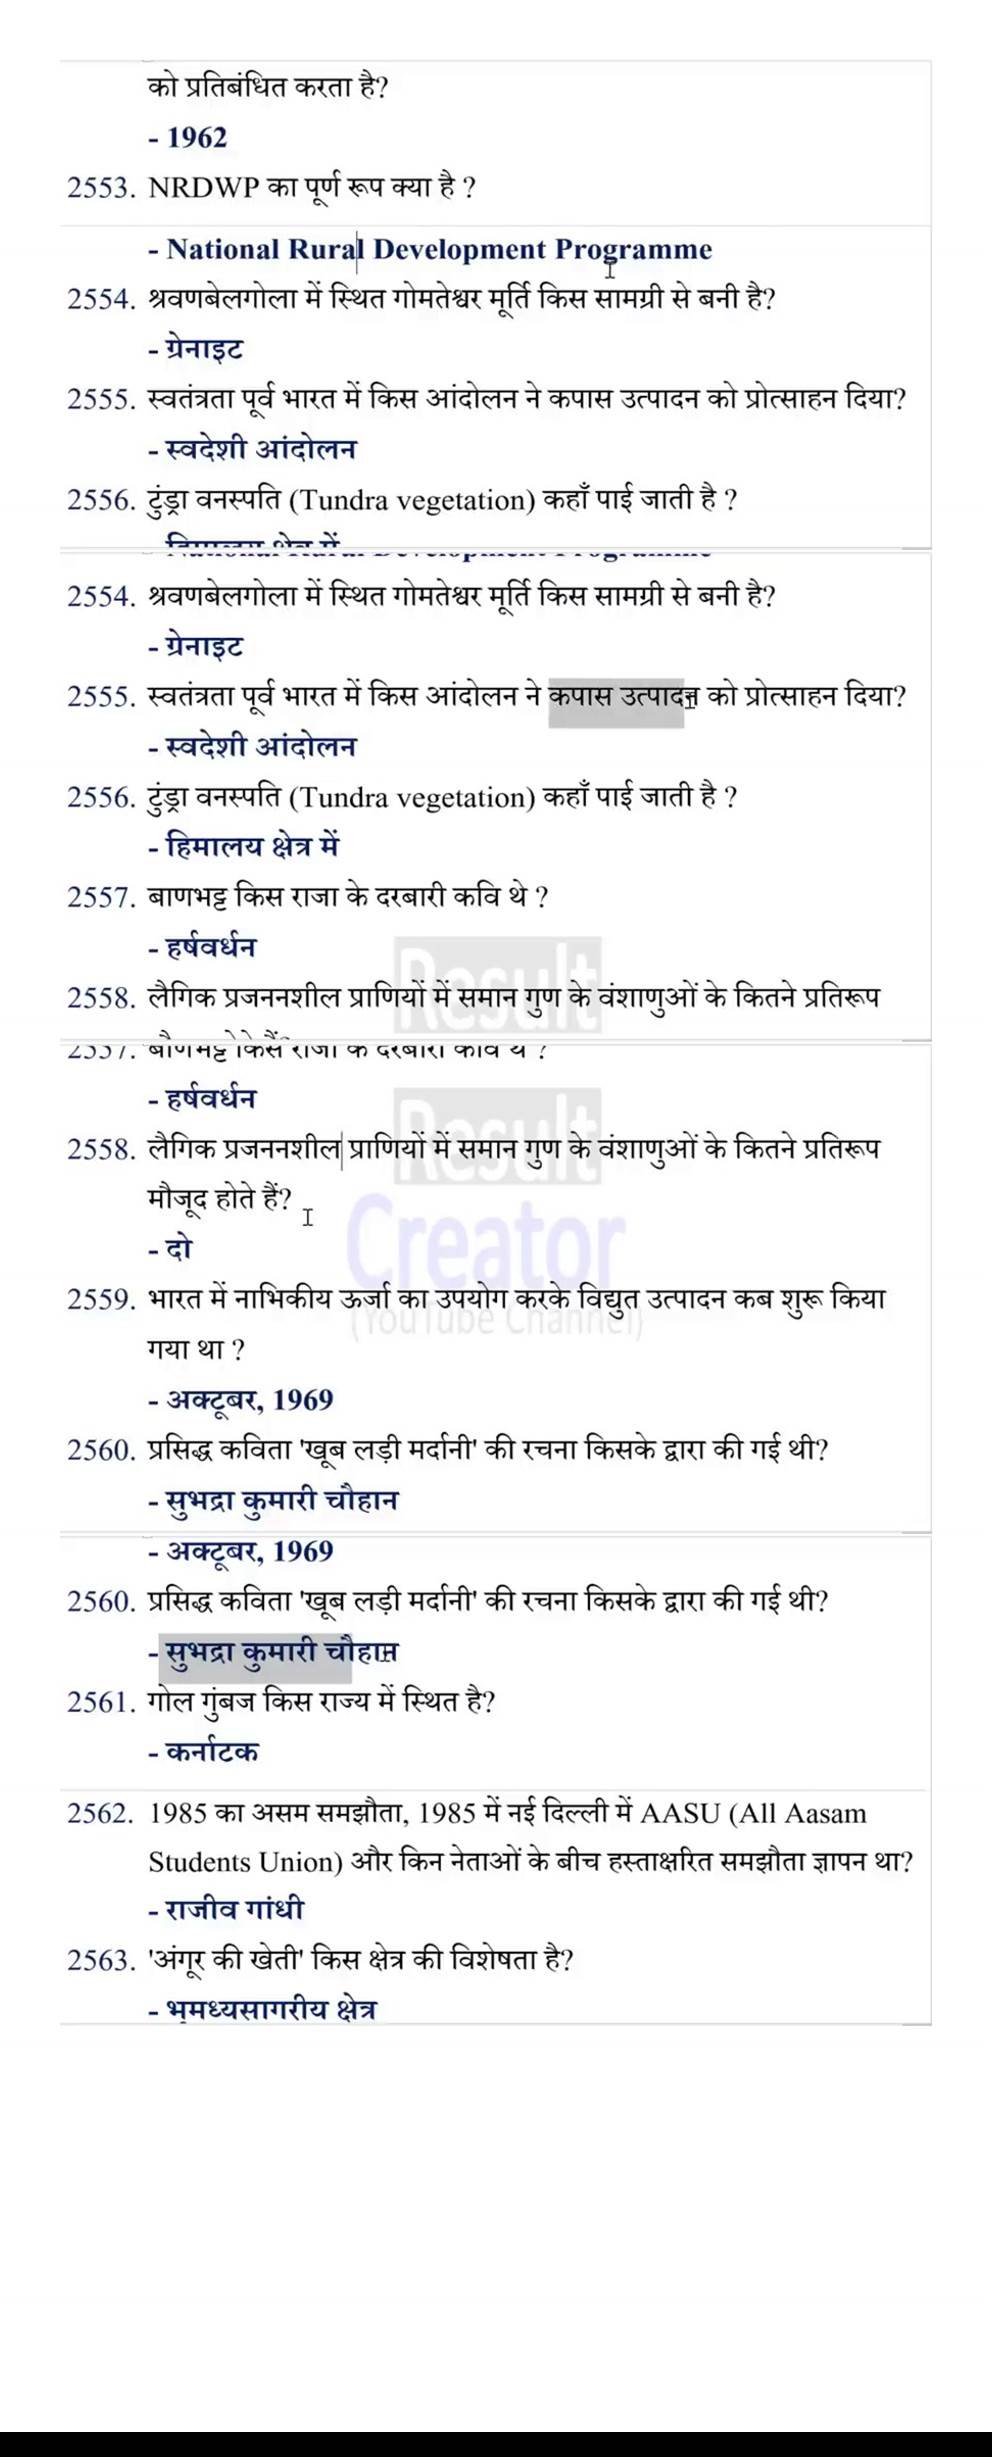 को प्रतिबंधित करता है?
- 1962
2553. NRDWP का पूर्ण रूप क्या है ?
- National Rural Development Programme
2554. श्रवणबेलगोला में स्थित गोमतेश्वर मूर्ति किस सामग्री से बनी है?
- ग्रेनाइट
2555. स्वतंत्रता पूर्व भारत में किस आंदोलन ने कपास उत्पादन को प्रोत्साहन दिया?
- स्वदेशी आंदोलन
2556. टुंड्रा वनस्पति (Tundra vegetation) कहाँ पाई जाती है ?
2554. श्रवणबेलगोला में स्थित गोमतेश्वर मूर्ति किस सामग्री से बनी है?
- ग्रेनाइट
2555. स्वतंत्रता पूर्व भारत में किस आंदोलन ने कपास उत्पादन को प्रोत्साहन दिया?
- स्वदेशी आंदोलन
2556. टुंड्रा वनस्पति (Tundra vegetation) कहाँ पाई जाती है ?
- हिमालय क्षेत्र में
2557. बाणभट्ट किस राजा के दरबारी कवि थे ?
- हर्षवर्धन
Result
2558. लैगिक प्रजननशील प्राणियों में समान गुण के वंशाणुओं के कितने प्रतिरूप
- हर्षवर्धन
Result
2558. लैगिक प्रजननशील प्राणियों में समान गुण के वंशाणुओं के कितने प्रतिरूप
मौजूद होते हैं?
Creator
- दो
2559. भारत में नाभिकीय ऊर्जा का उपयोग करके विद्युत उत्पादन कब शुरू किया
(YouTube Channel)
गया था ?
- अक्टूबर, 1969
2560. प्रसिद्ध कविता 'खूब लड़ी मर्दानी' की रचना किसके द्वारा की गई थी?
- सुभद्रा कुमारी चौहान
- अक्टूबर, 1969
2560. प्रसिद्ध कविता 'खूब लड़ी मर्दानी' की रचना किसके द्वारा की गई थी?
- सुभद्रा कुमारी चौहान
2561. गोल गुंबज किस राज्य में स्थित है?
- कर्नाटक
2562. 1985 का असम समझौता, 1985 में नई दिल्ली में AASU (All Aasam
Students Union) और किन नेताओं के बीच हस्ताक्षरित समझौता ज्ञापन था?
- राजीव गांधी
2563. 'अंगूर की खेती' किस क्षेत्र की विशेषता है?
- भूमध्यसागरीय क्षेत्र